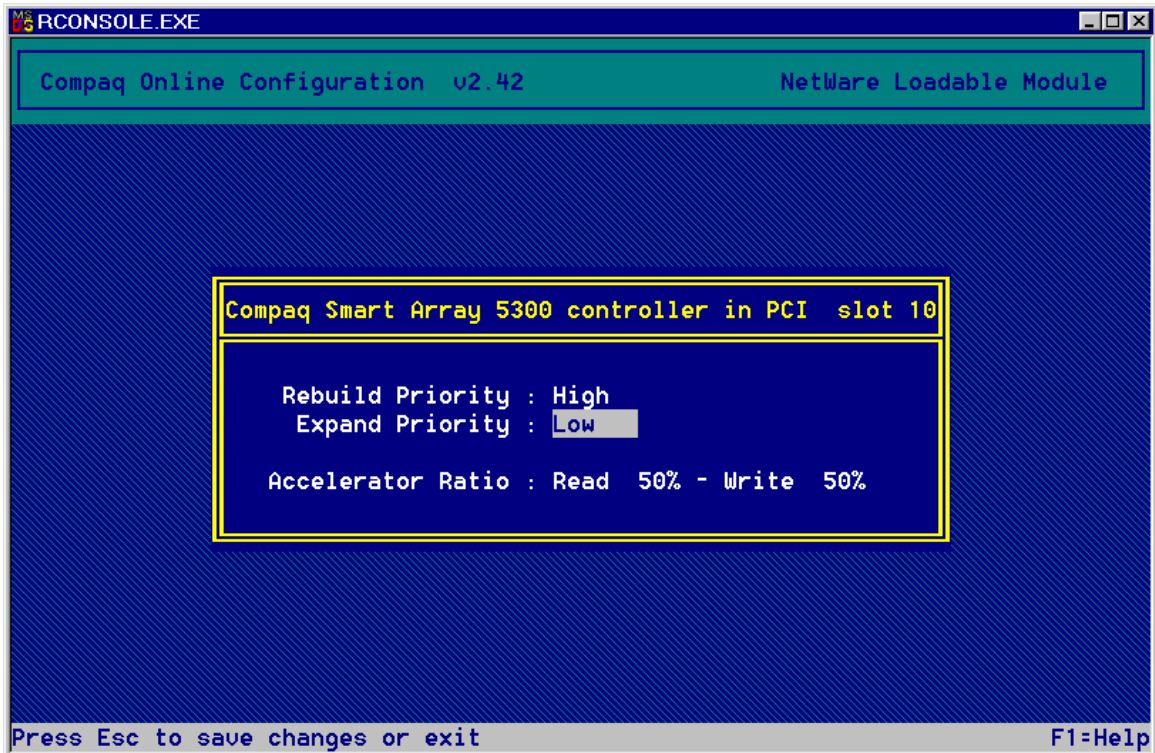 RCONSOLE.EXE
Compaq Online Configuration v2.42 NetWare Loadable Module
Compaq Smart Array 5300 controller in PCI slot 10
Rebuild Priority : High
Expand Priority : Low
Accelerator Ratio : Read 50% - Write 50%
Press Esc to save changes or exit F1=Help